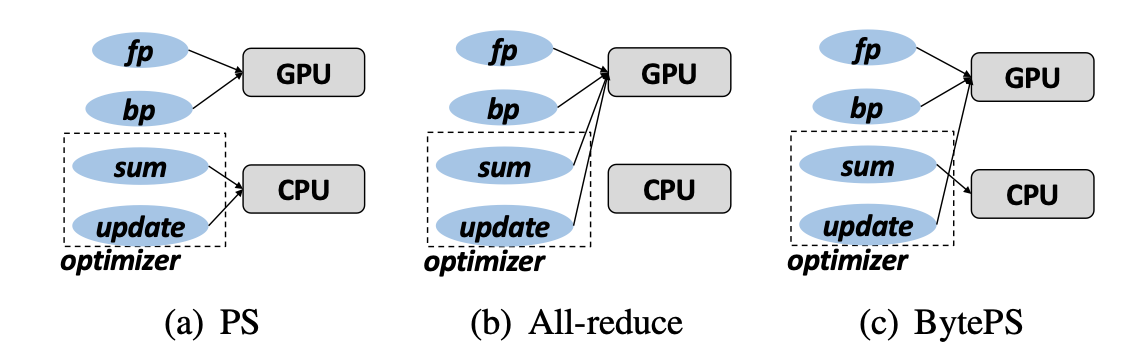 fp
bp
sum
update
optimizer
GPU
CPU
(a) PS
fp
bp
sum
update
optimizer
GPU
CPU
(b) All-reduce
fp
bp
sum
update
optimizer
GPU
CPU
(c) BytePS